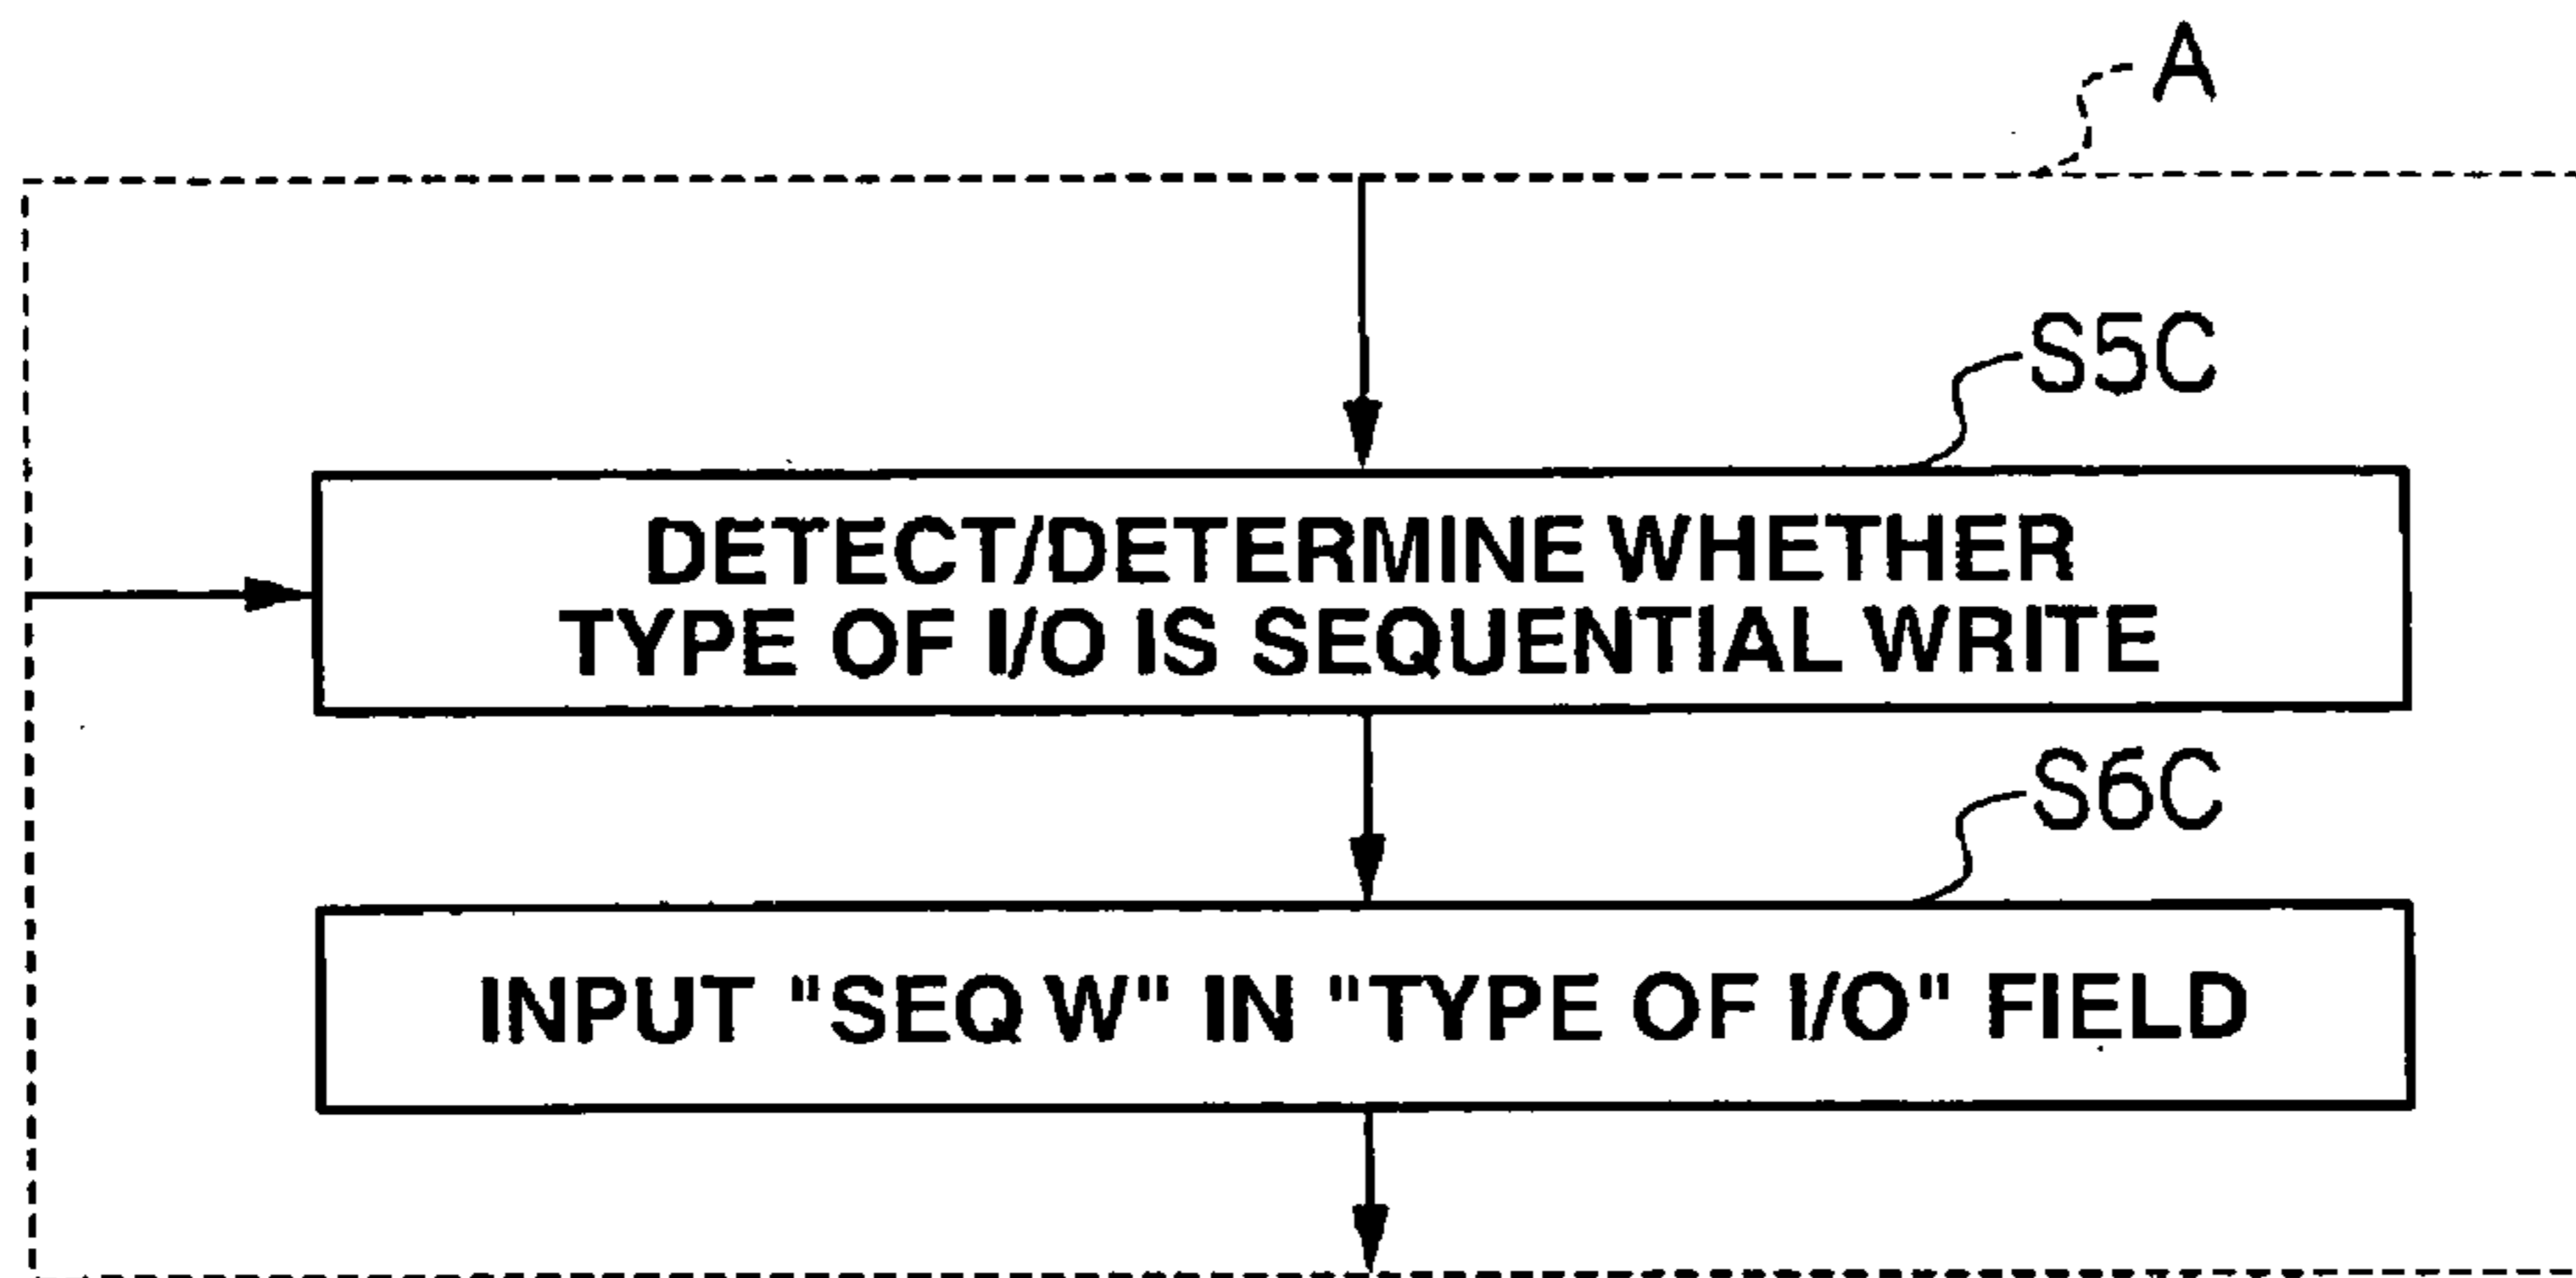 A
S5C
DETECT/DETERMINE WHETHER
TYPE OF I/O IS SEQUENTIAL WRITE
S6C
INPUT "SEQ W" IN "TYPE OF I/O" FIELD